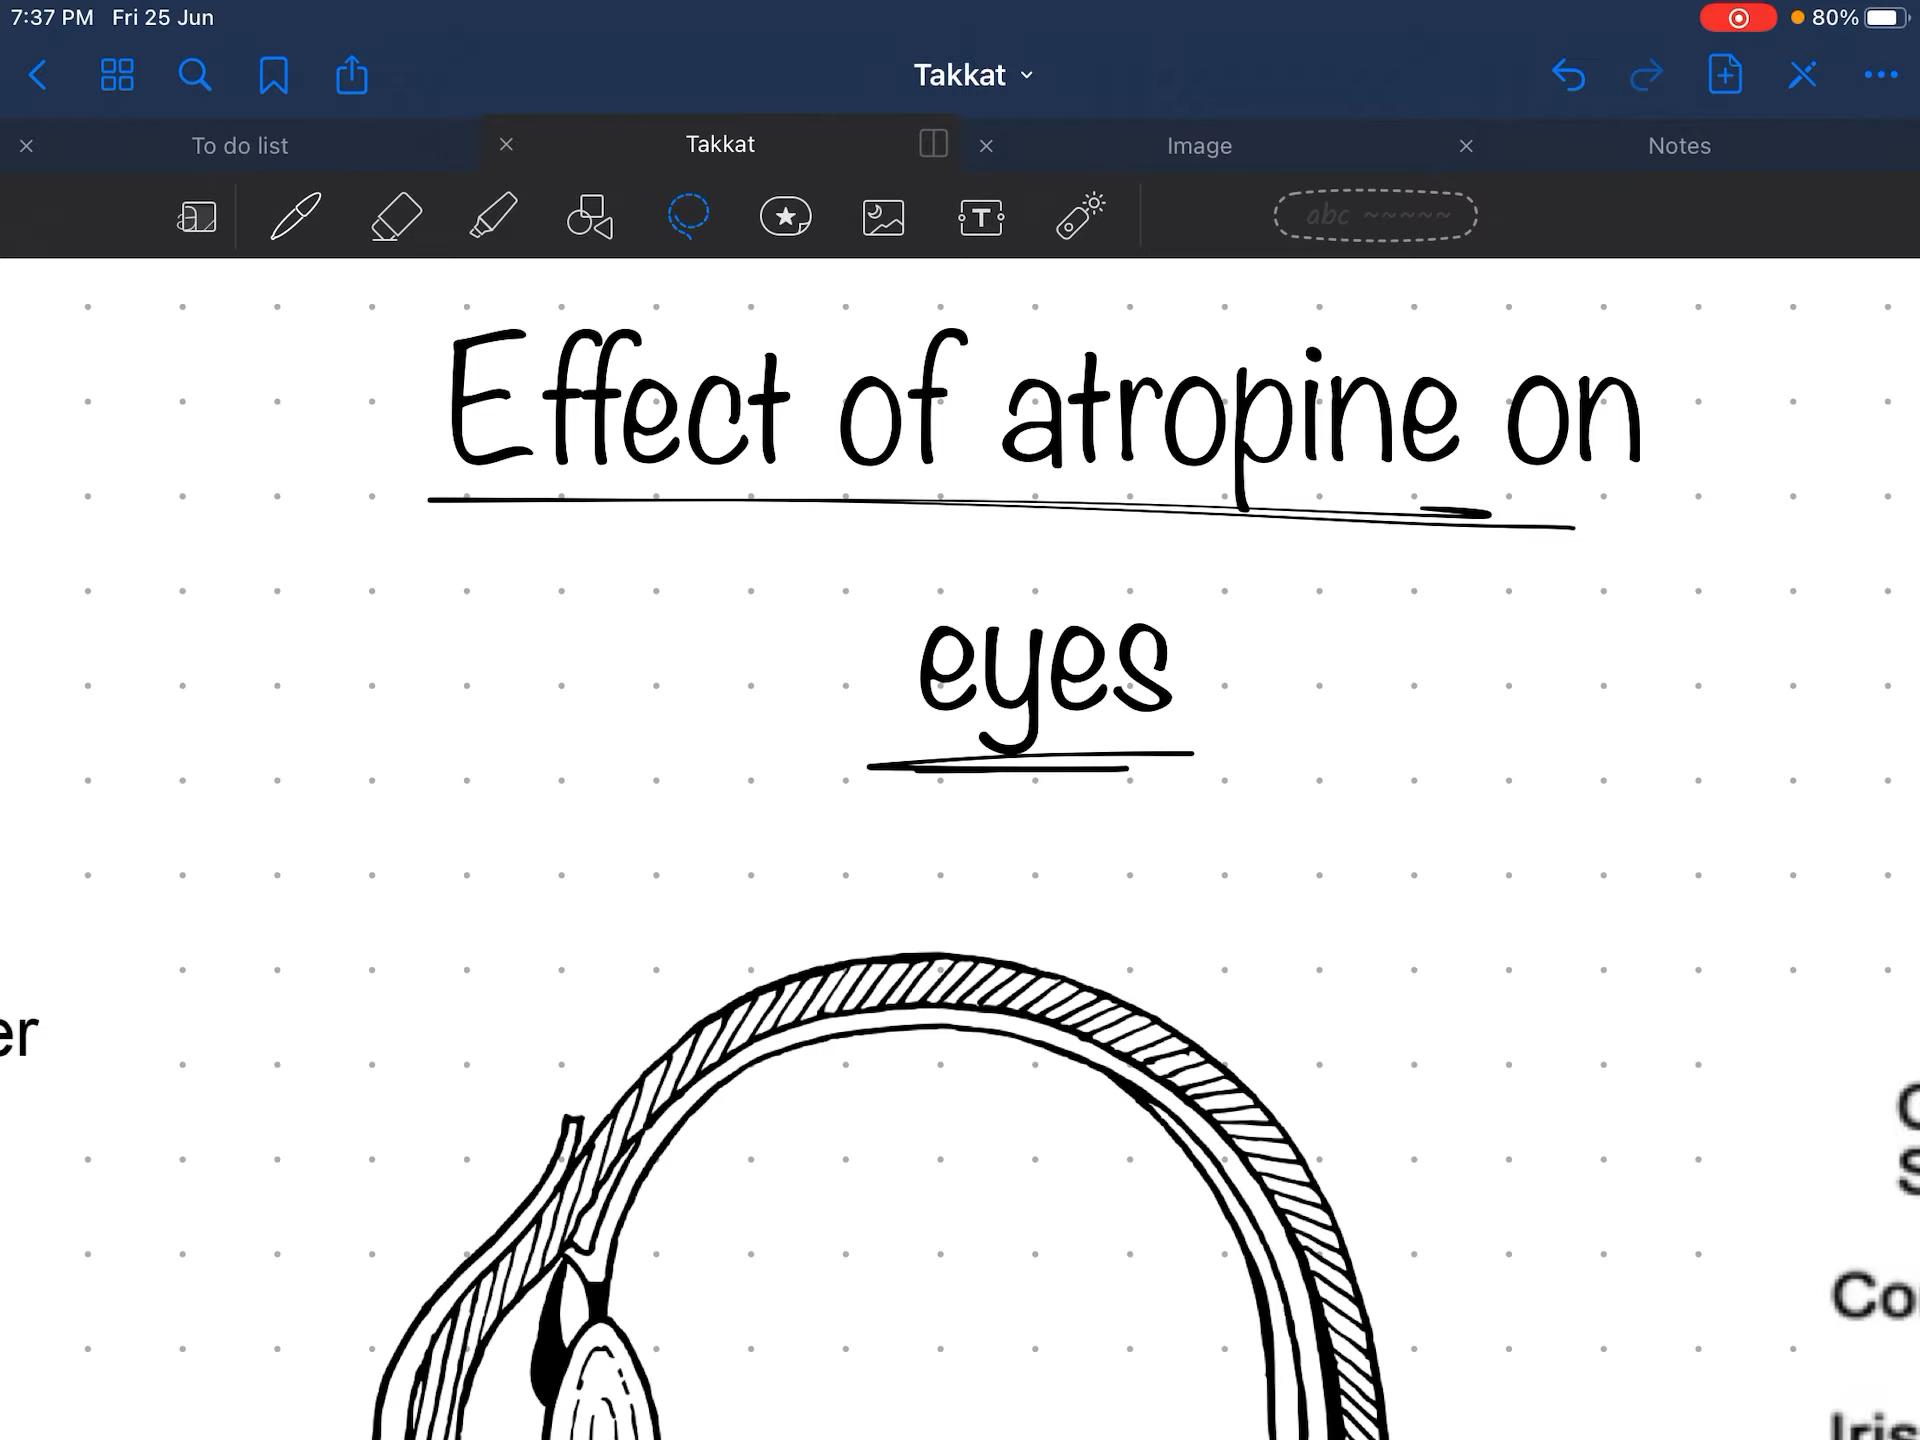 7:37 PM Fri 25 Jun
80%
Takkat
To do list
Takkat
Image
Notes
abc
Effect of atropine on
eyes
er
Co
Iris